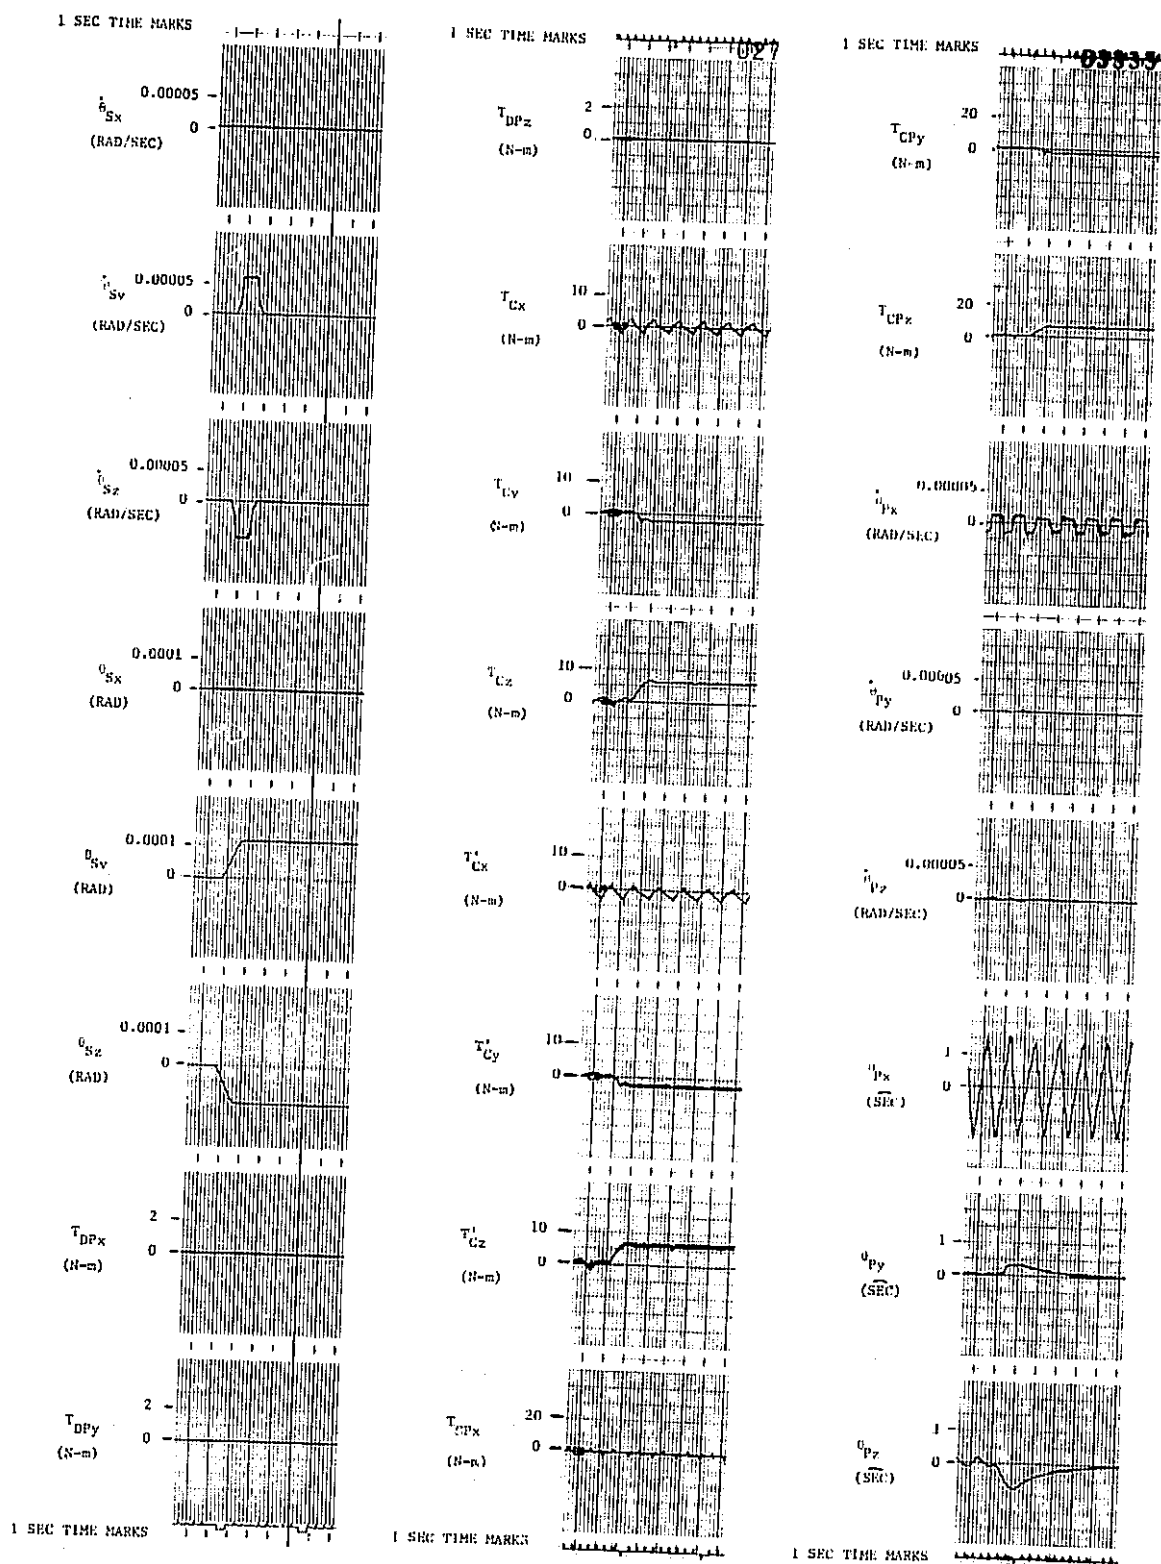 1 SEC TIME MARKS
0.00005
θ̇Sx
0
(RAD/SEC)
0.00005
θ̇Sy
0
(RAD/SEC)
0.00005
θ̇Sz
0
(RAD/SEC)
0.0001
θSx
0
(RAD)
0.0001
θSy
0
(RAD)
0.0001
θSz
0
(RAD)
2
TDPx
0
(N-m)
2
TDPy
0
(N-m)
1 SEC TIME MARKS
1 SEC TIME MARKS
027
2
TDPz
0
(N-m)
10
TCx
0
(N-m)
10
TCy
0
(N-m)
10
TCz
0
(N-m)
10
T'Cx
0
(N-m)
10
T'Cy
0
(N-m)
10
T'Cz
0
(N-m)
20
TCPx
0
(N-m)
1 SEC TIME MARKS
1 SEC TIME MARKS
20
TCPy
0
(N-m)
20
TCPz
0
(N-m)
0.00005
θ̇Px
0
(RAD/SEC)
0.00005
θ̇Py
0
(RAD/SEC)
0.00005
θ̇Pz
0
(RAD/SEC)
1
θPx
0
(SEC)
1
θPy
0
(SEC)
1
θPz
0
(SEC)
1 SEC TIME MARKS